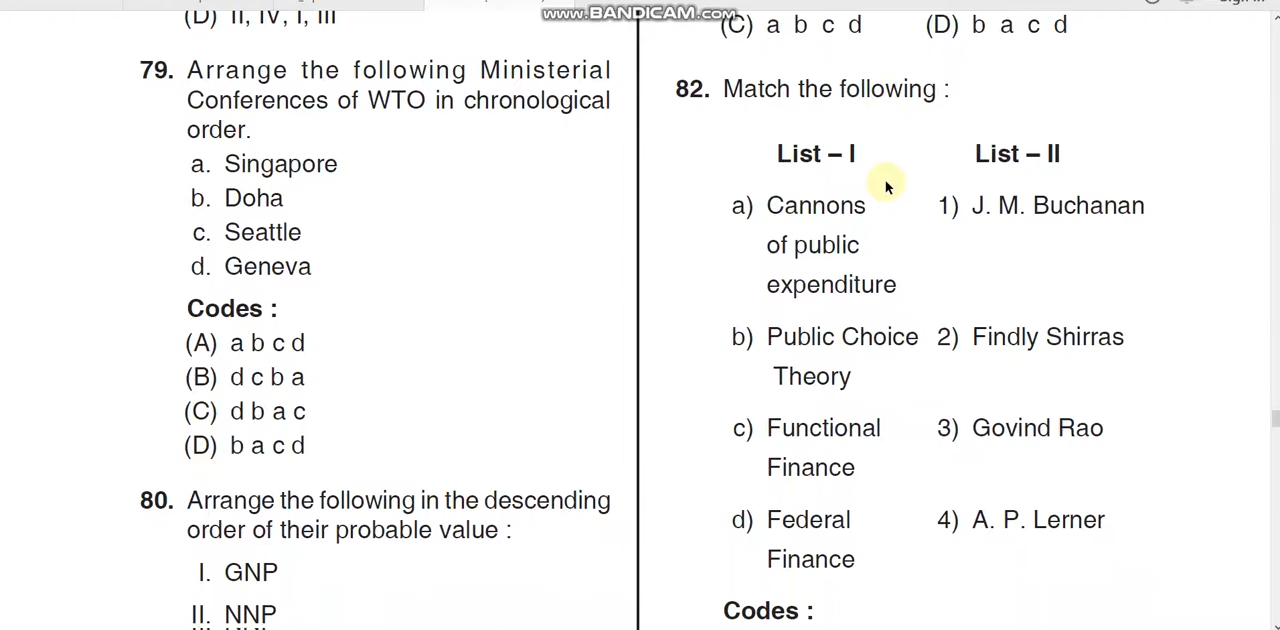 www.BANDICAM.com
(D) II, IV, I, III
79. Arrange the following Ministerial
Conferences of WTO in chronological
order.
a. Singapore
b. Doha
c. Seattle
d. Geneva
Codes :
(A) a b c d
(B) d c b a
(C) d b a c
(D) b a c d
80. Arrange the following in the descending
order of their probable value :
I. GNP
II. NNP
(C) a b c d (D) b a c d
82. Match the following :
List – I List – II
a) Cannons 1) J. M. Buchanan
of public
expenditure
b) Public Choice 2) Findly Shirras
Theory
c) Functional 3) Govind Rao
Finance
d) Federal 4) A. P. Lerner
Finance
Codes :